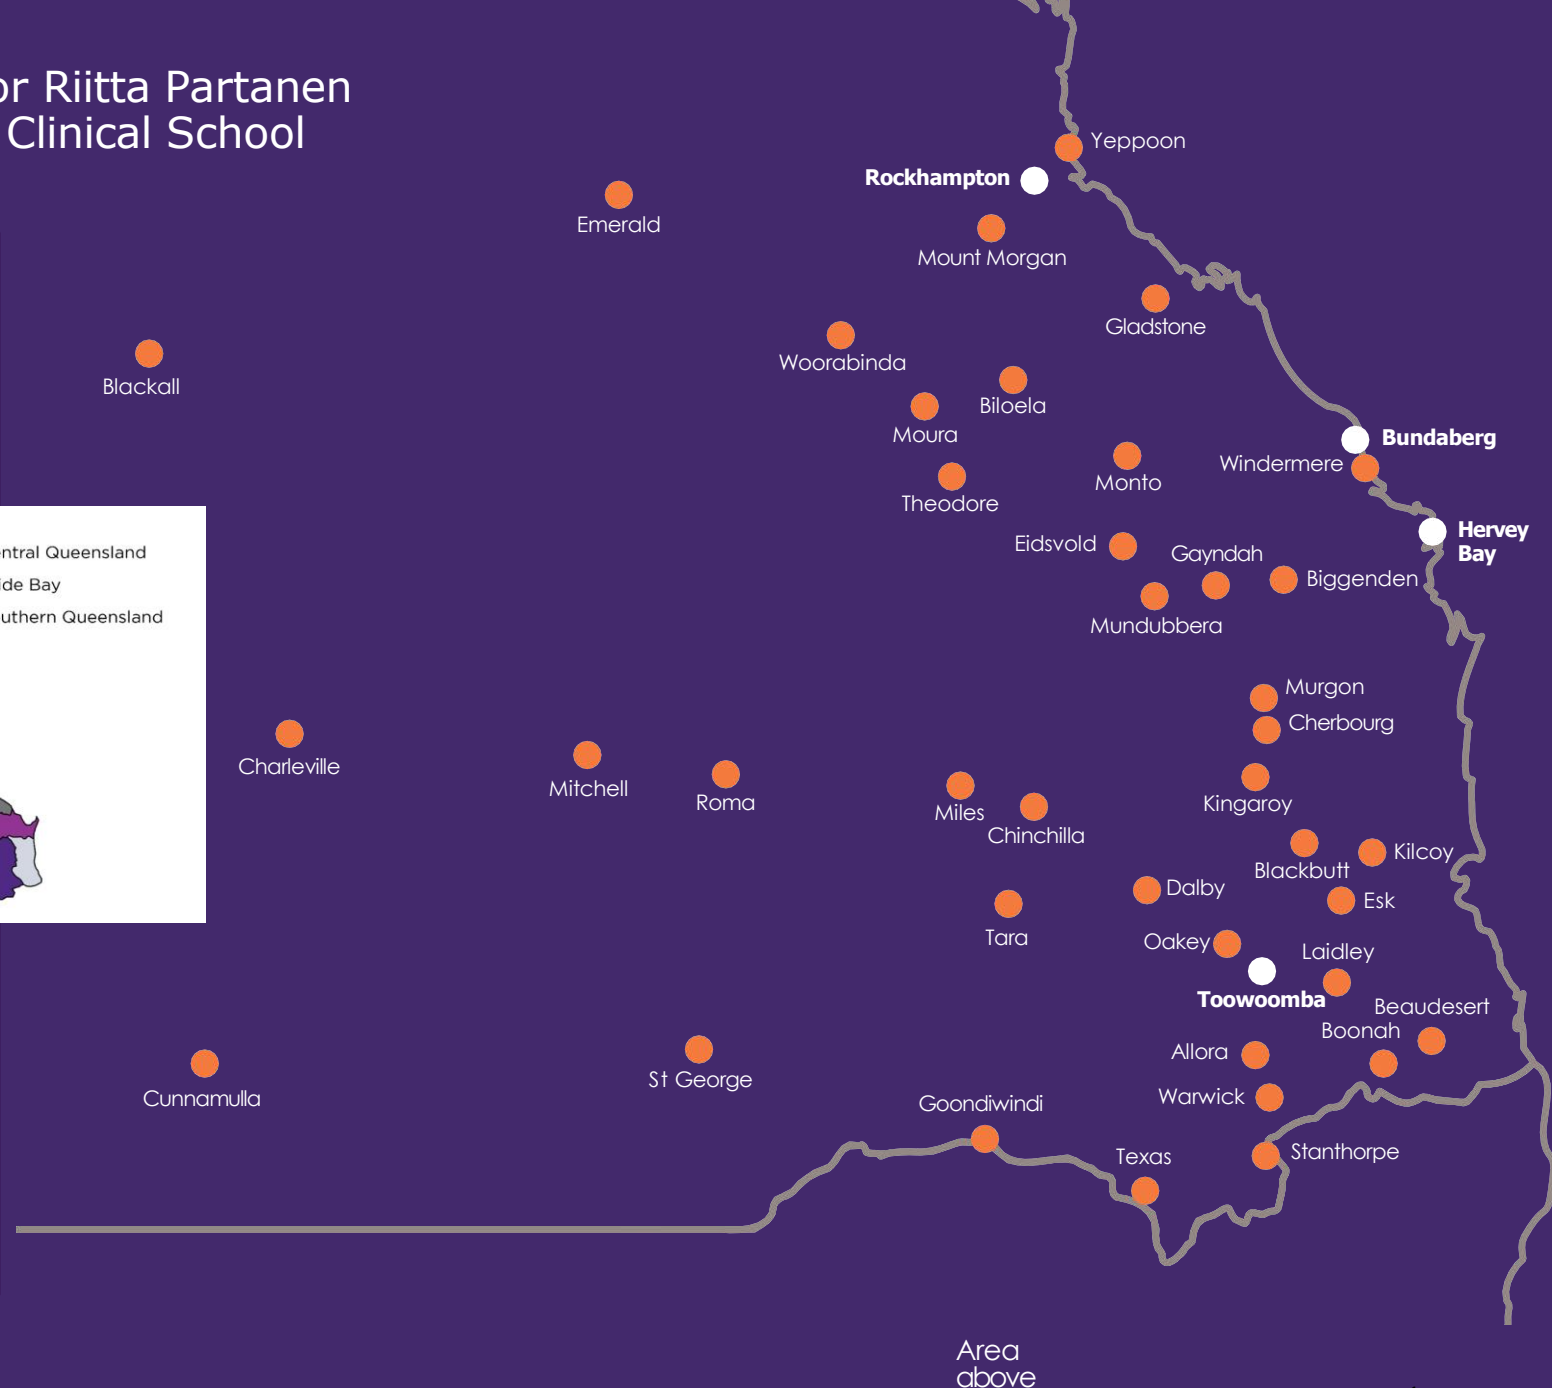 or Riitta Partanen
Clinical School
Yeppoon
Rockhampton
Emerald
Mount Morgan
Gladstone
Woorabinda
Blackall
Biloela
Moura
Bundaberg
Windermere
Monto
Theodore
Hervey
Bay
Eidsvold
Gayndah
ntral Queensland
Biggenden
ide Bay
uthern Queensland
Mundubbera
Murgon
Cherbourg
Charleville
Mitchell
Roma
Kingaroy
Miles
Chinchilla
Kilcoy
Blackbutt
Dalby
Esk
Tara
Oakey
Laidley
Toowoomba
Beaudesert
Boonah
Allora
St George
Cunnamulla
Warwick
Goondiwindi
Stanthorpe
Texas
Area
above